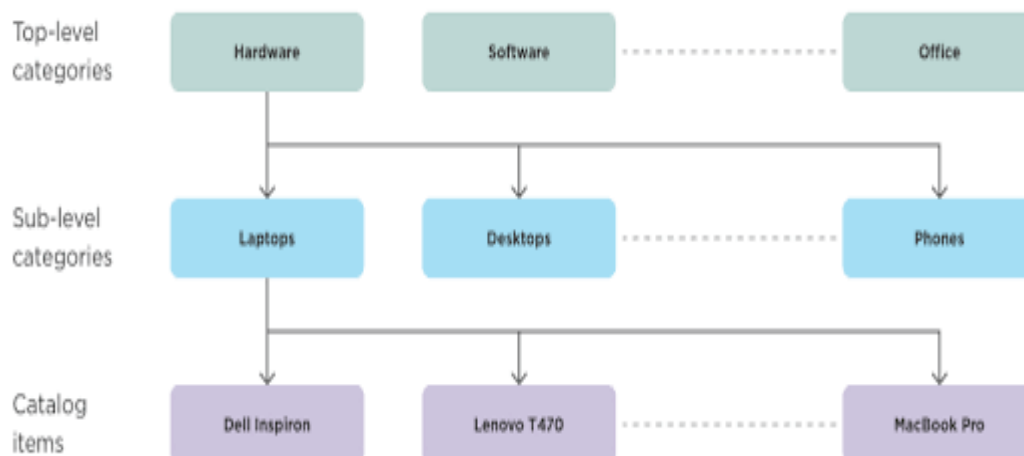 Top-level
categories
Hardware
Software
Office
Sub-level
categories
Laptops
Desktops
Phones
Catalog
items
Dell Inspiron
Lenovo T470
MacBook Pro